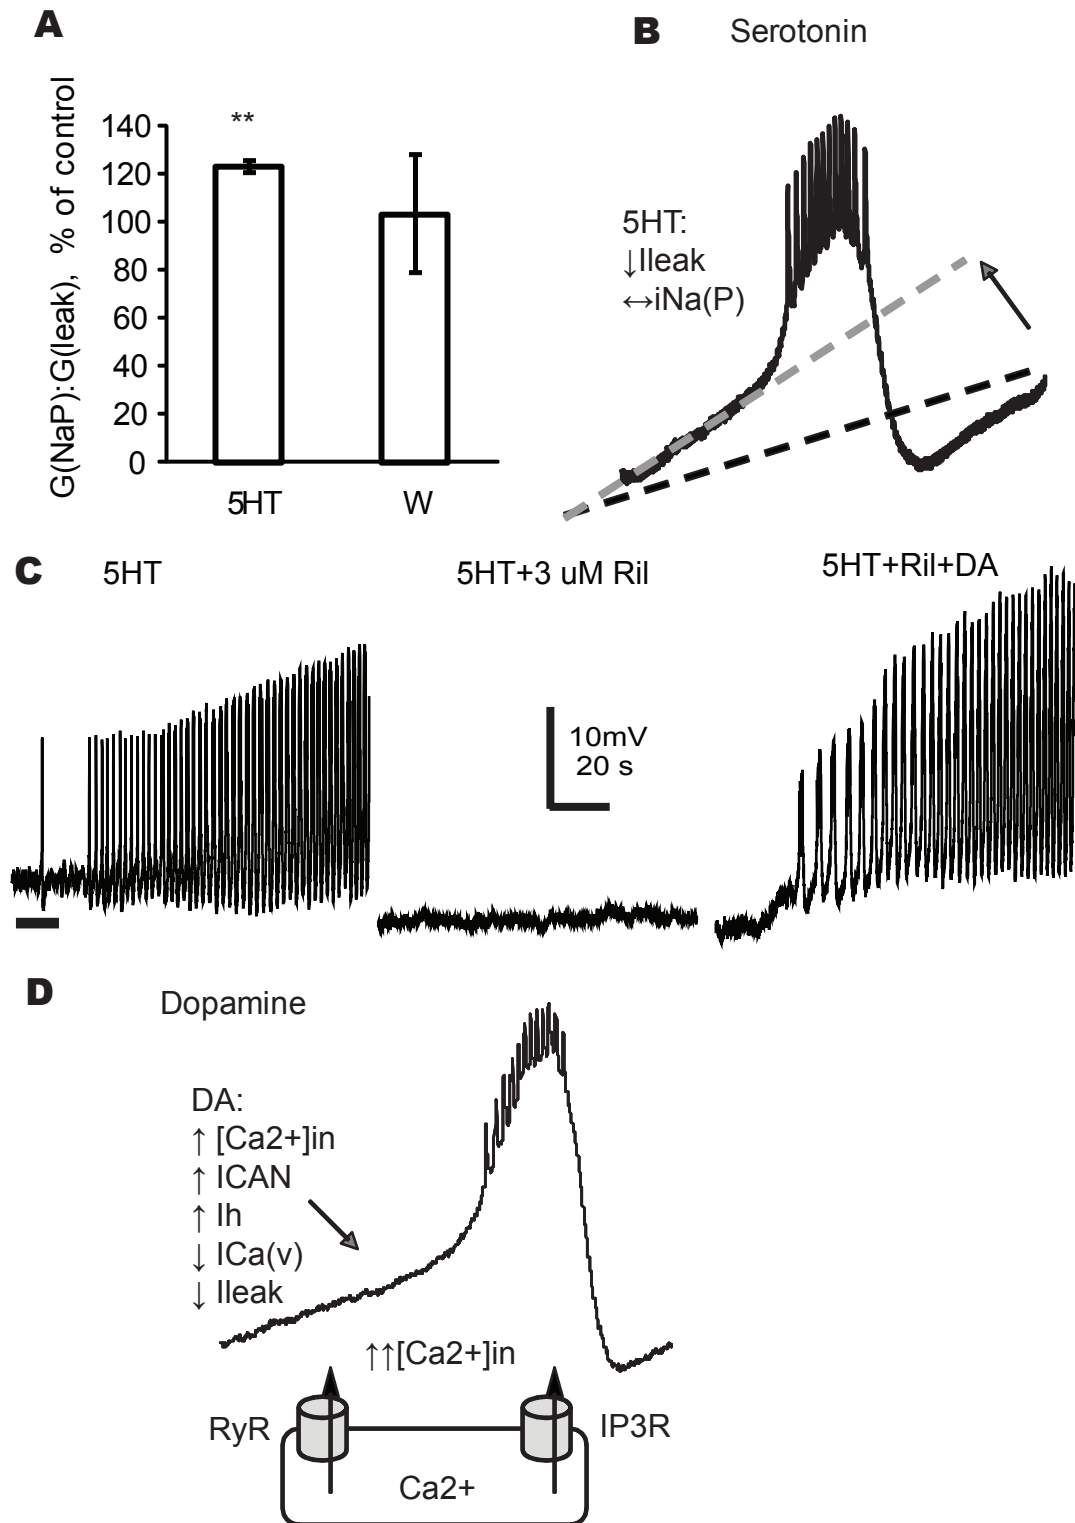 A
G(NaP):G(leak), % of control
140
120
100
80
60
40
20
0
**
5HT
W
B
Serotonin
5HT:
↓Ileak
↔iNa(P)
C
5HT
5HT+3 uM Ril
5HT+Ril+DA
10mV
20 s
D
Dopamine
DA:
↑ [Ca2+]in
↑ ICAN
↑ Ih
↓ ICa(v)
↓ Ileak
↑↑[Ca2+]in
RyR
IP3R
Ca2+